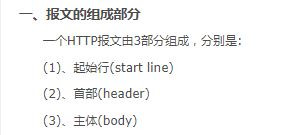 一、报文的组成部分
一个HTTP报文由3部分组成，分别是:
(1)、起始行(start line)
(2)、首部(header)
(3)、主体(body)